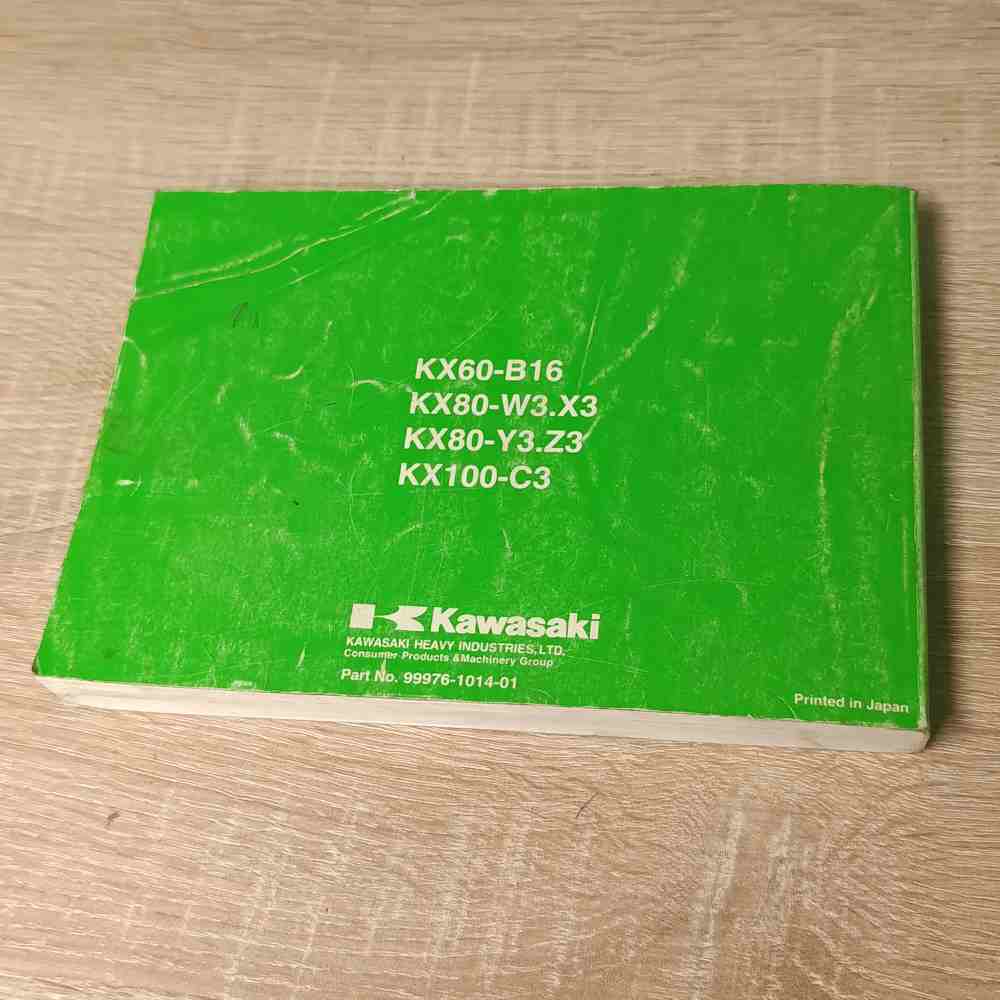 KX60-B16
KX80-W3.X3
KX80-Y3.Z3
KX100-C3
Kawasaki
KAWASAKI HEAVY INDUSTRIES,LTD.
Consumer Products &Machinery Group
Part No. 99976-1014-01
Printed in Japan